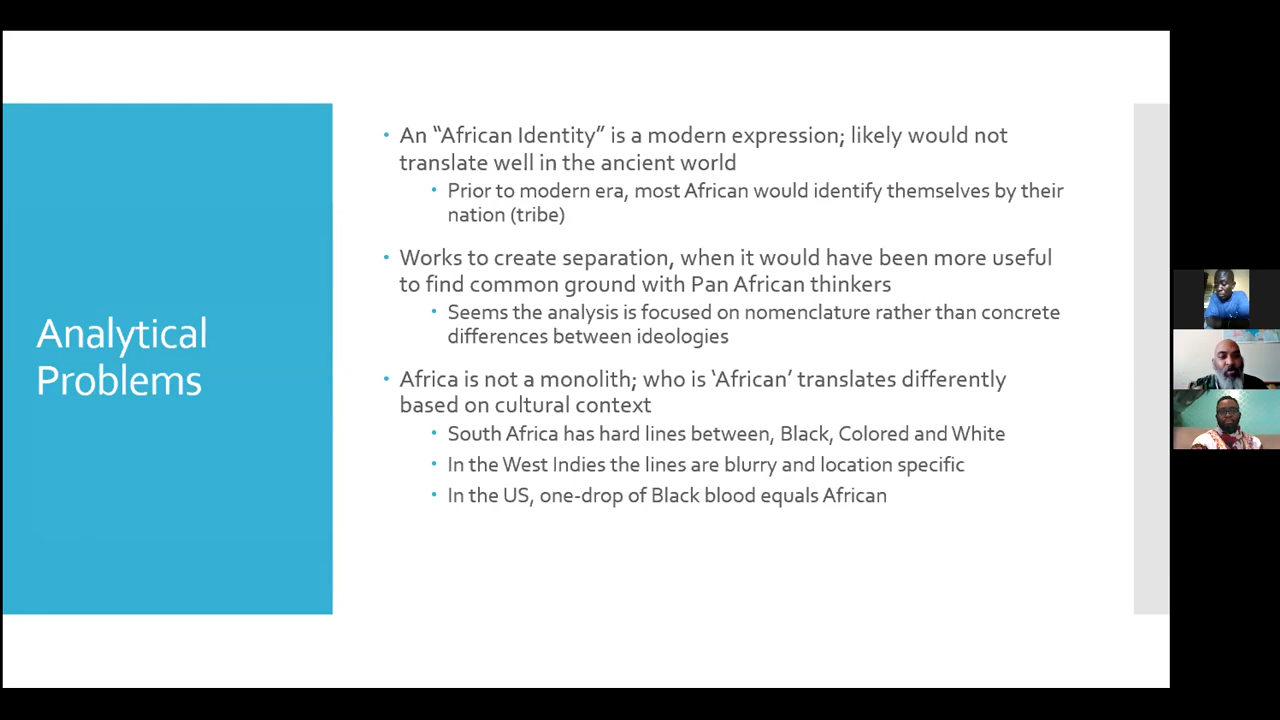 Analytical
Problems
An “African Identity” is a modern expression; likely would not
translate well in the ancient world
Prior to modern era, most African would identify themselves by their
nation (tribe)
Works to create separation, when it would have been more useful
to find common ground with Pan African thinkers
Seems the analysis is focused on nomenclature rather than concrete
differences between ideologies
Africa is not a monolith; who is ‘African’ translates differently
based on cultural context
South Africa has hard lines between, Black, Colored and White
In the West Indies the lines are blurry and location specific
In the US, one-drop of Black blood equals African